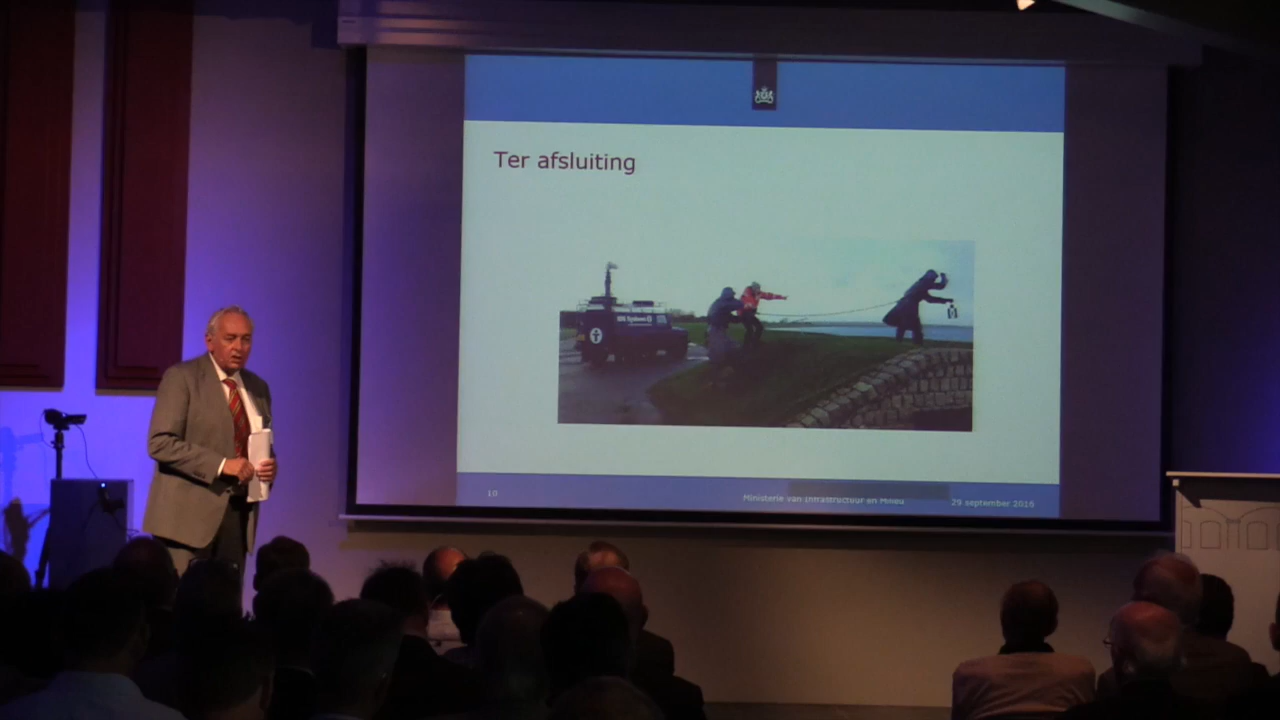 Ter afsluiting
10
Ministerie van Infrastructuur en Milieu
29 september 2016